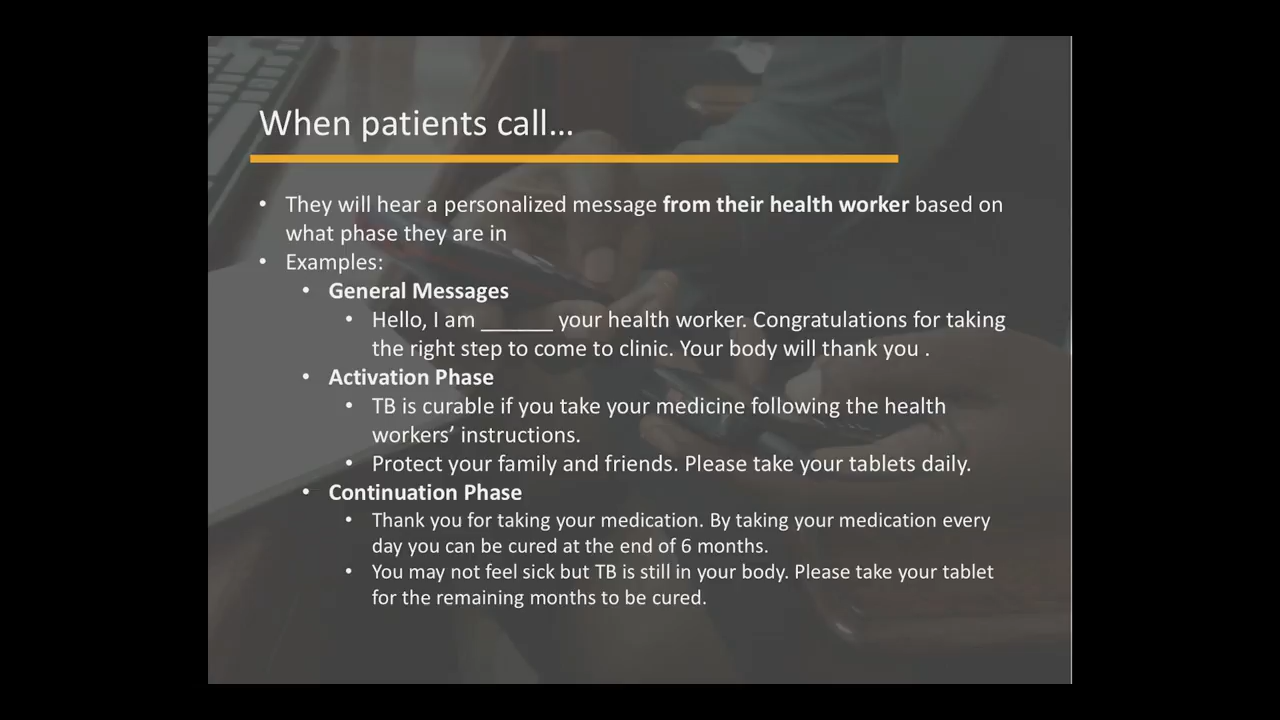 When patients call...
• They will hear a personalized message from their health worker based on
what phase they are in
• Examples:
• General Messages
• Hello, I am ______ your health worker. Congratulations for taking
the right step to come to clinic. Your body will thank you .
• Activation Phase
• TB is curable if you take your medicine following the health
workers’ instructions.
• Protect your family and friends. Please take your tablets daily.
• Continuation Phase
• Thank you for taking your medication. By taking your medication every
day you can be cured at the end of 6 months.
• You may not feel sick but TB is still in your body. Please take your tablet
for the remaining months to be cured.